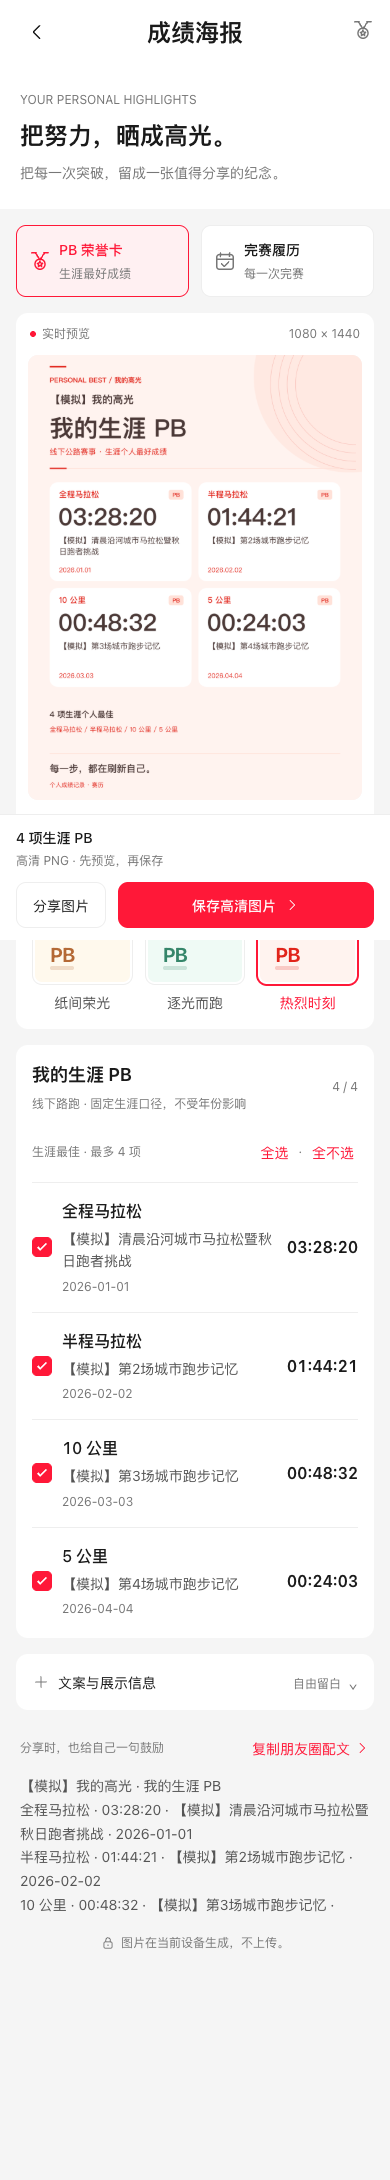 成绩海报
YOUR PERSONAL HIGHLIGHTS
把努力，晒成高光。
把每一次突破，留成一张值得分享的纪念。
PB 荣誉卡
生涯最好成绩
完赛履历
每一次完赛
实时预览
1080 × 1440
PERSONAL BEST / 我的高光
【模拟】我的高光
我的生涯 PB
线下公路赛事 · 生涯个人最好成绩
全程马拉松
PB
03:28:20
【模拟】清晨沿河城市马拉松暨秋
日跑者挑战
2026.01.01
半程马拉松
PB
01:44:21
【模拟】第2场城市跑步记忆
2026.02.02
10 公里
PB
00:48:32
【模拟】第3场城市跑步记忆
2026.03.03
5 公里
PB
00:24:03
【模拟】第4场城市跑步记忆
2026.04.04
4 项生涯个人最佳
全程马拉松 / 半程马拉松 / 10 公里 / 5 公里
每一步，都在刷新自己。
个人成绩记录 · 赛历
4 项生涯 PB
高清 PNG · 先预览，再保存
分享图片
保存高清图片
PB
PB
PB
纸间荣光
逐光而跑
热烈时刻
我的生涯 PB
4 / 4
线下路跑 · 固定生涯口径，不受年份影响
生涯最佳 · 最多 4 项
全选 · 全不选
全程马拉松
【模拟】清晨沿河城市马拉松暨秋
日跑者挑战
2026-01-01
03:28:20
半程马拉松
【模拟】第2场城市跑步记忆
2026-02-02
01:44:21
10 公里
【模拟】第3场城市跑步记忆
2026-03-03
00:48:32
5 公里
【模拟】第4场城市跑步记忆
2026-04-04
00:24:03
文案与展示信息
自由留白
分享时，也给自己一句鼓励
复制朋友圈配文
【模拟】我的高光 · 我的生涯 PB
全程马拉松 · 03:28:20 · 【模拟】清晨沿河城市马拉松暨
秋日跑者挑战 · 2026-01-01
半程马拉松 · 01:44:21 · 【模拟】第2场城市跑步记忆 ·
2026-02-02
10 公里 · 00:48:32 · 【模拟】第3场城市跑步记忆 ·
图片在当前设备生成，不上传。